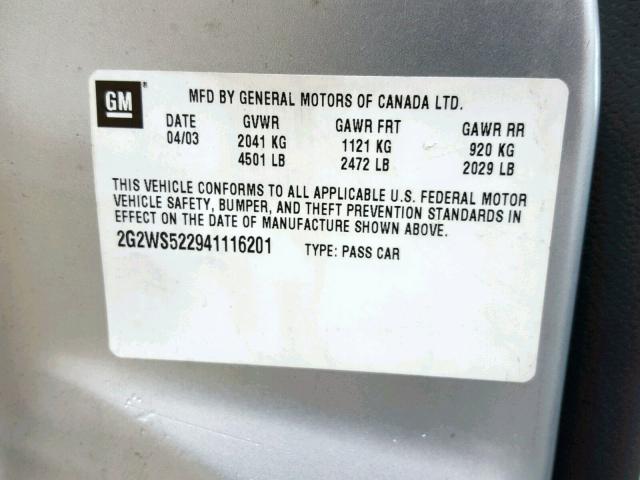 GM®
MFD BY GENERAL MOTORS OF CANADA LTD.
DATE GVWR GAWR FRT GAWR RR
04/03 2041 KG 1121 KG 920 KG
4501 LB 2472 LB 2029 LB
THIS VEHICLE CONFORMS TO ALL APPLICABLE U.S. FEDERAL MOTOR
VEHICLE SAFETY, BUMPER, AND THEFT PREVENTION STANDARDS IN
EFFECT ON THE DATE OF MANUFACTURE SHOWN ABOVE.
2G2WS522941116201 TYPE: PASS CAR